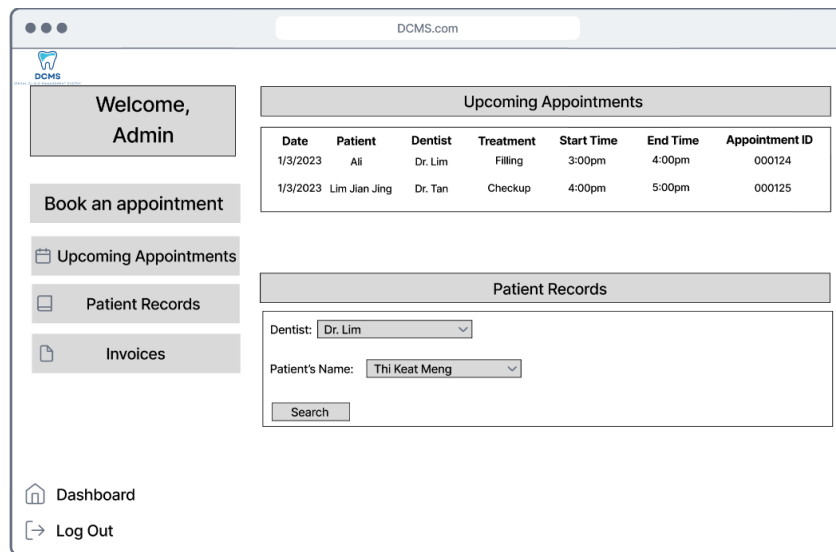 DCMS.com
DCMS
Welcome,
Admin
Book an appointment
Upcoming Appointments
Patient Records
Invoices
Dashboard
Log Out
Upcoming Appointments
Date Patient Dentist Treatment Start Time End Time Appointment ID
1/3/2023 Ali Dr. Lim Filling 3:00pm 4:00pm 000124
1/3/2023 Lim Jian Jing Dr. Tan Checkup 4:00pm 5:00pm 000125
Patient Records
Dentist: Dr. Lim
Patient's Name: Thi Keat Meng
Search